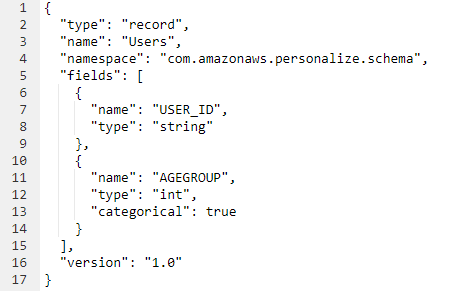 1 {
2   "type": "record",
3   "name": "Users",
4   "namespace": "com.amazonaws.personalize.schema",
5   "fields": [
6     {
7       "name": "USER_ID",
8       "type": "string"
9     },
10     {
11       "name": "AGEGROUP",
12       "type": "int",
13       "categorical": true
14     }
15   ],
16   "version": "1.0"
17 }